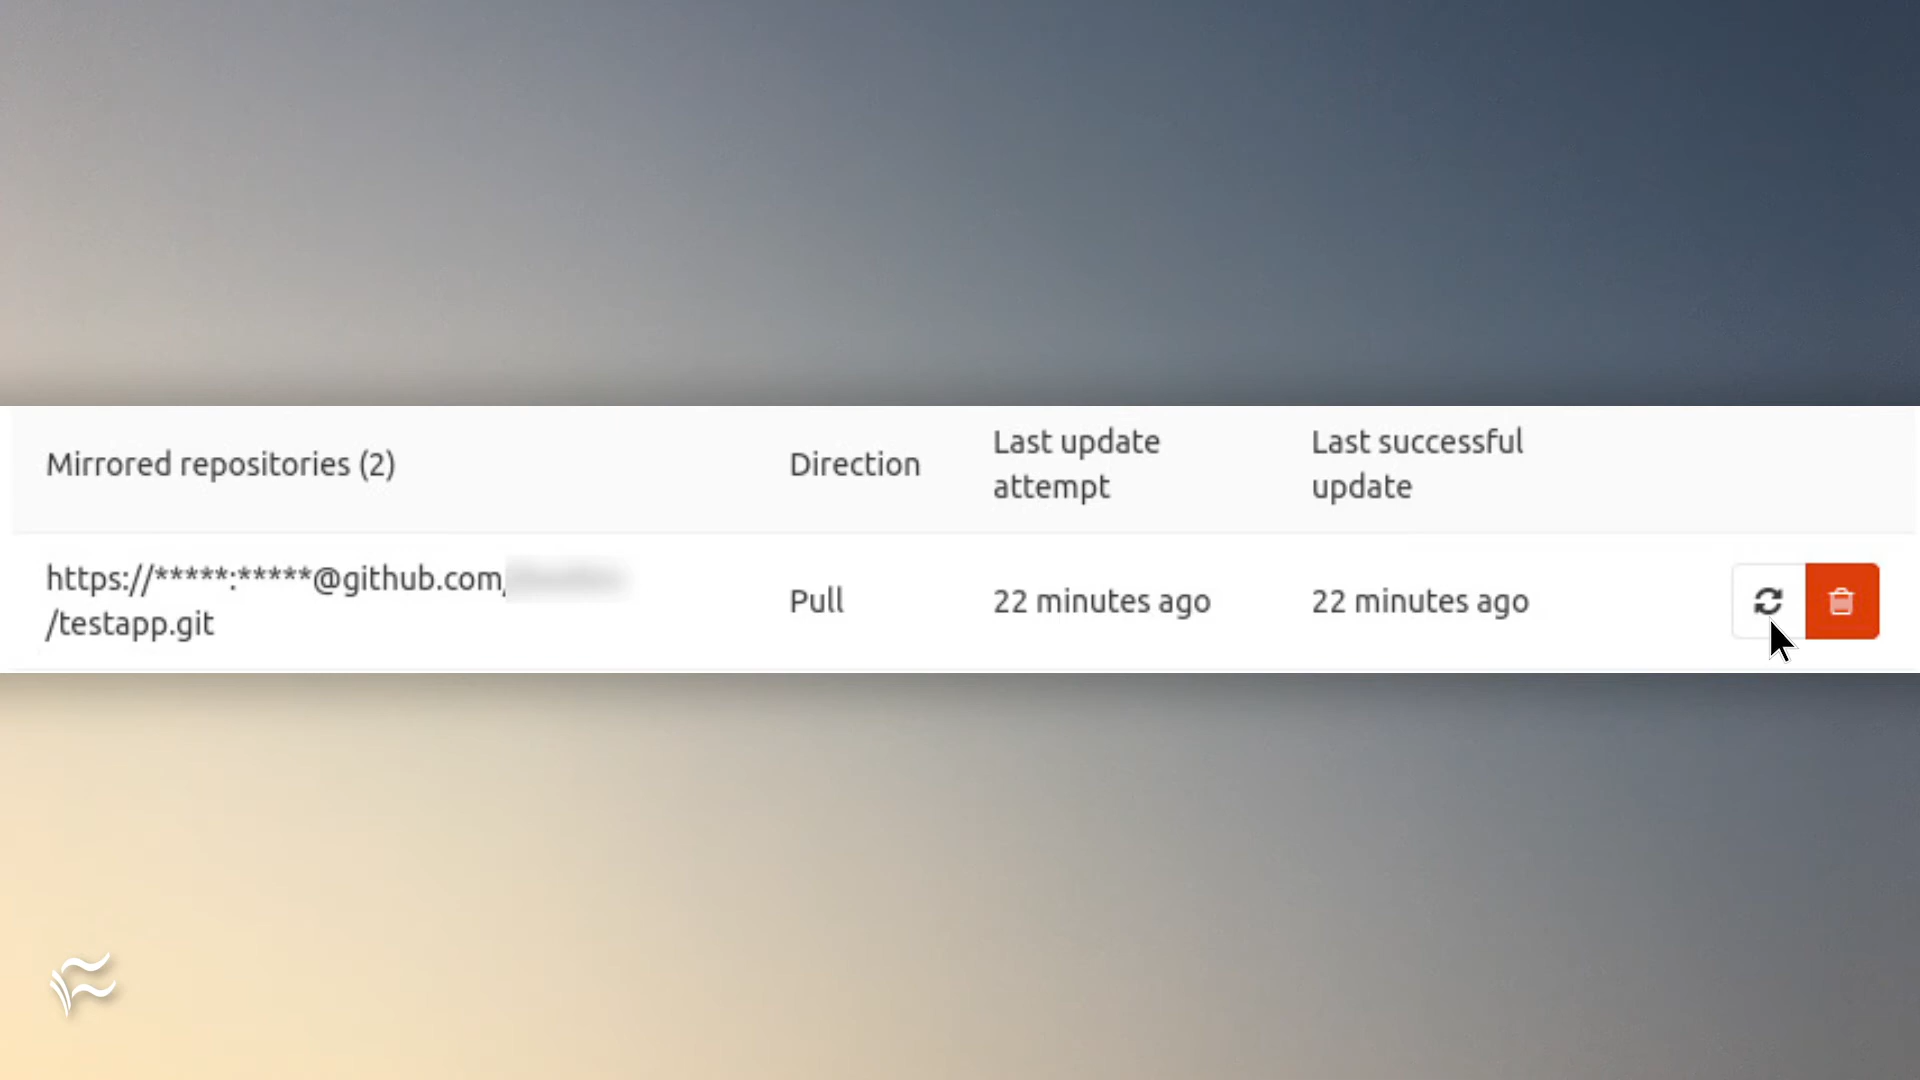 Mirrored repositories (2)
Direction
Last update
attempt
Last successful
update
https://*****:*****@github.com/
/testapp.git
Pull
22 minutes ago
22 minutes ago